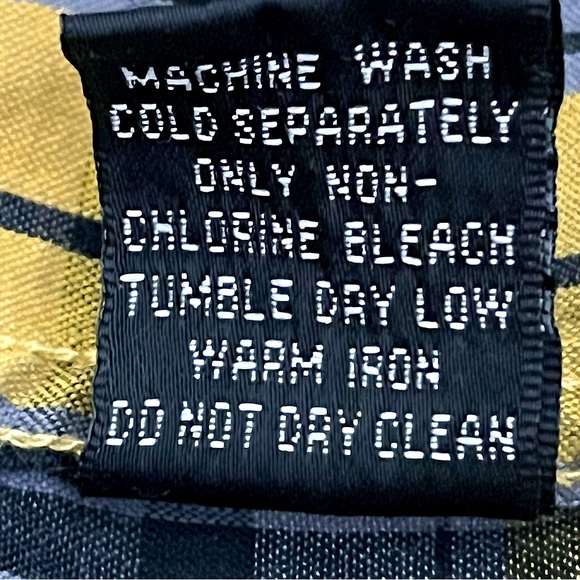 MACHINE WASH
COLD SEPARATELY
ONLY NON-
CHLORINE BLEACH
TUMBLE DRY LOW
WARM IRON
DO NOT DRY CLEAN